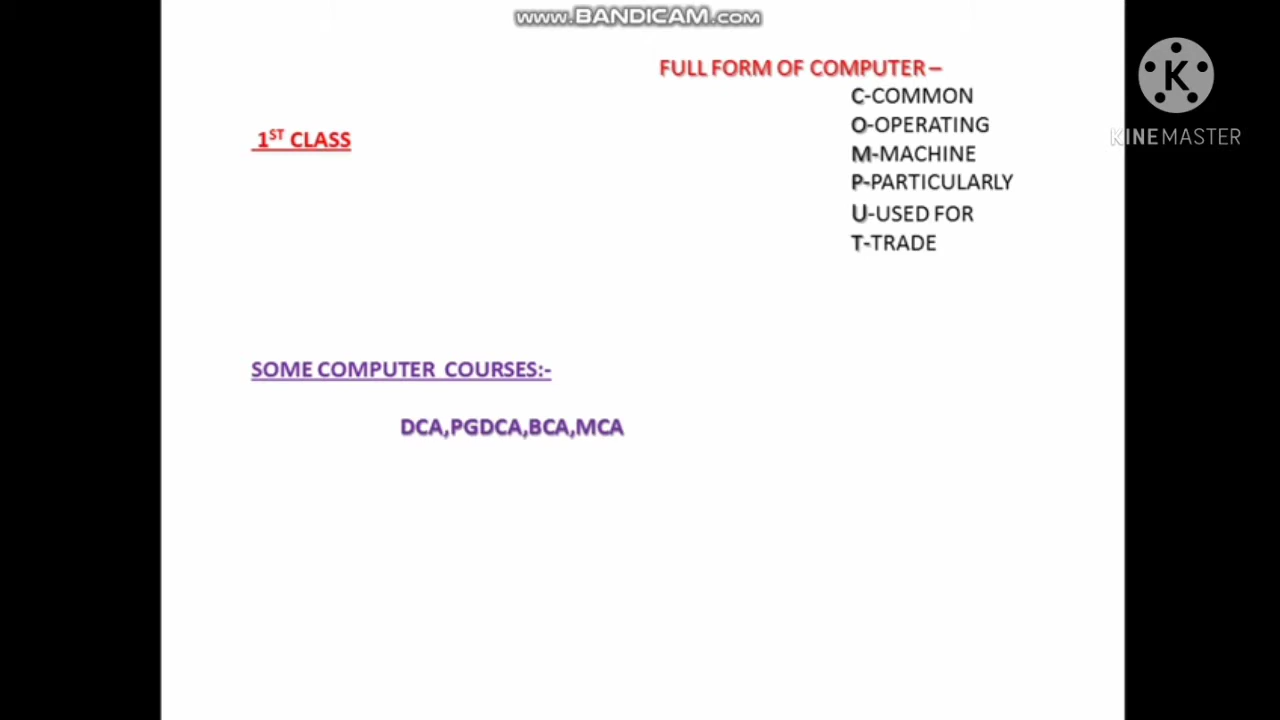 www.BANDICAM.com
FULL FORM OF COMPUTER –
C-COMMON
O-OPERATING
M-MACHINE
P-PARTICULARLY
U-USED FOR
T-TRADE
1ST CLASS
SOME COMPUTER COURSES:-
DCA,PGDCA,BCA,MCA
K
KINEMASTER